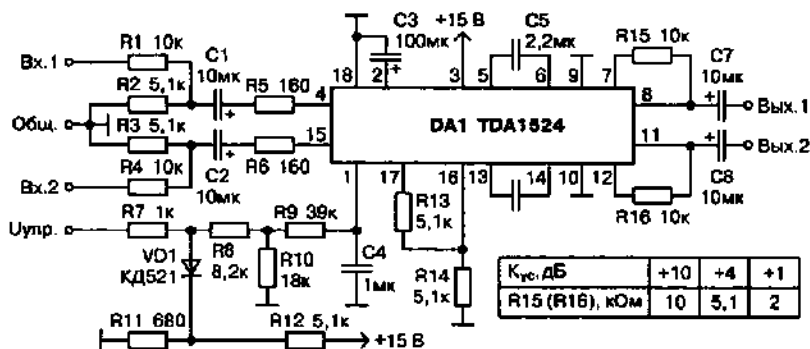 C3
100мк
+15 В
C5
2,2мк
R15 10к
R1 10к
C1
10мк
C7
10мк
Вх.1
R2 5,1к
R5 160
18
2
3
5
6
9
7
4
8
Вых.1
Общ.
DA1 TDA1524
R3 5,1к
15
11
Вых.2
R4 10к
C2
10мк
R6 160
1
17
16
13
14
10
12
C8
10мк
Вх.2
R7 1к
R9 39к
R13
5,1к
R16 10к
Uупр.
VD1
КД521
R8
8,2к
R10
18к
C4
1мк
R14
5,1к
Kус, дБ +10 +4 +1
R15 (R16), кОм 10 5,1 2
R11 680
R12 5,1к
+15 В